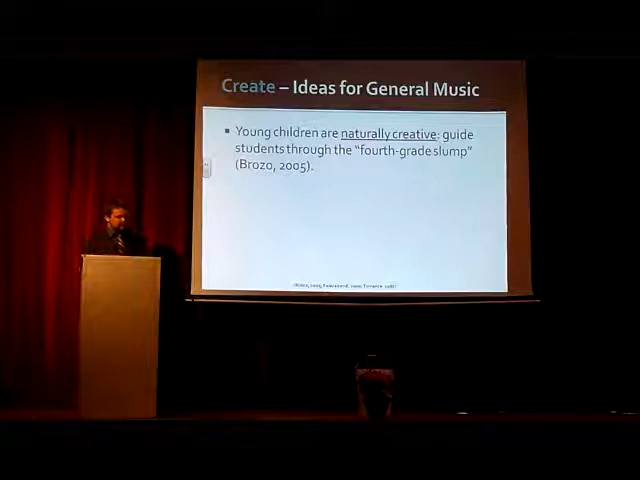 Create – Ideas for General Music
▪ Young children are naturally creative: guide
students through the “fourth-grade slump”
(Brozo, 2005).